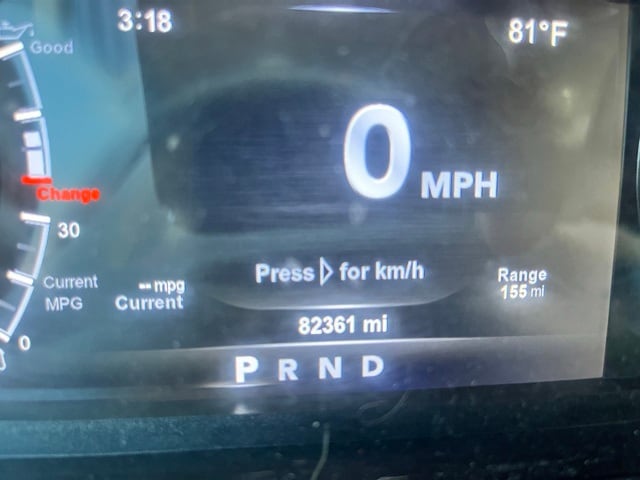 3:18
81°F
Good
0 MPH
Change
30
Current
MPG
-- mpg
Current
Press ▷ for km/h
Range
155 mi
82361 mi
0
P R N D